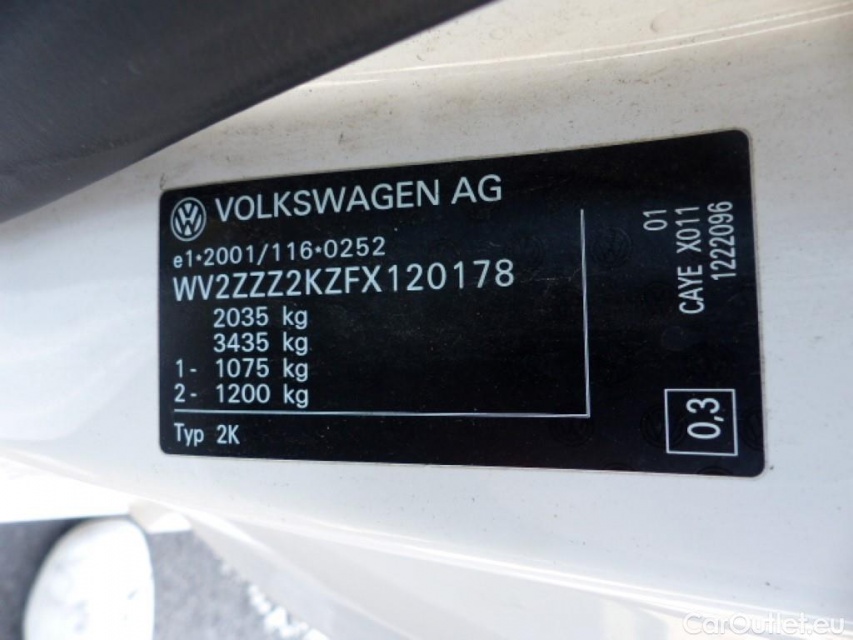 VOLKSWAGEN AG
e1*2001/116*0252
WV2ZZZ2KZFX120178
2035 kg
3435 kg
1- 1075 kg
2- 1200 kg
Typ 2K
01
CAYE X011
1222096
0,3
CarOutlet.eu